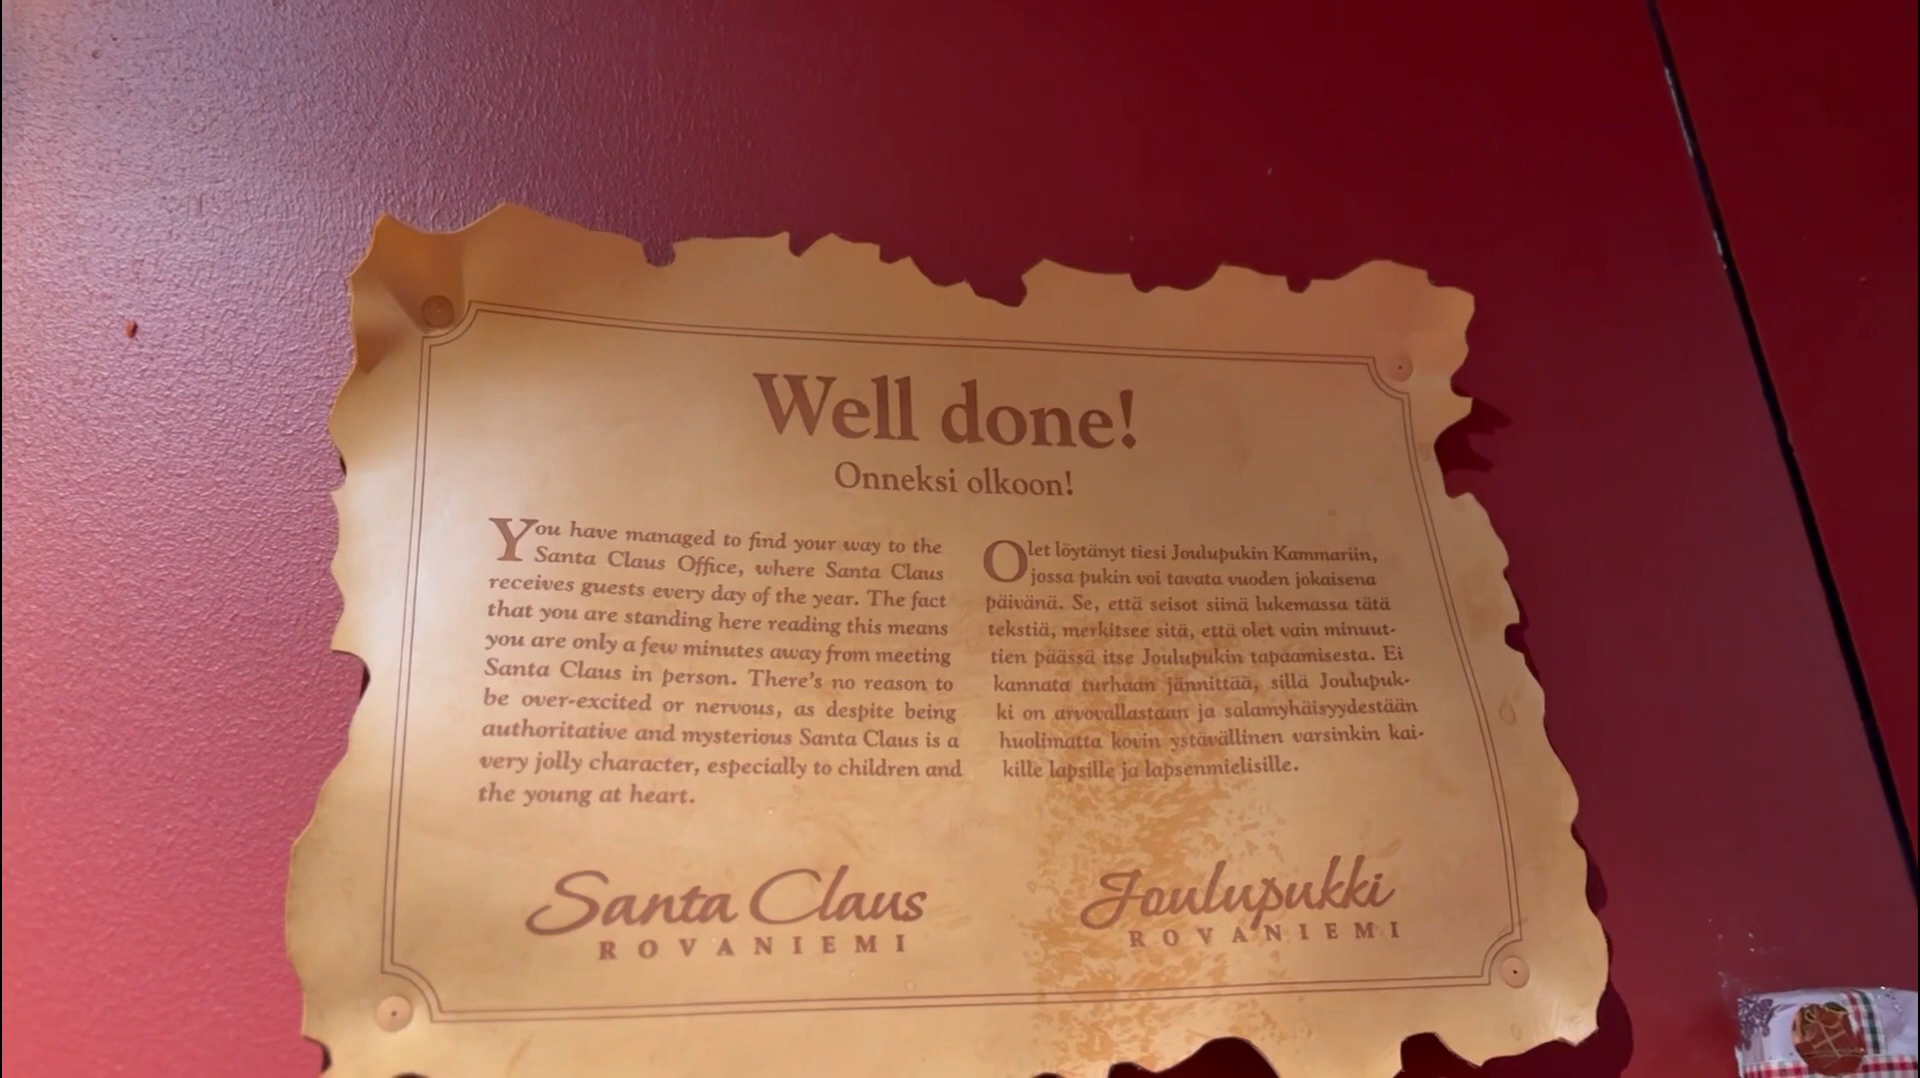 Well done!
Onneksi olkoon!
You have managed to find your way to the
Santa Claus Office, where Santa Claus
receives guests every day of the year. The fact
that you are standing here reading this means
you are only a few minutes away from meeting
Santa Claus in person. There's no reason to
be over-excited or nervous, as despite being
authoritative and mysterious Santa Claus is a
very jolly character, especially to children and
the young at heart.
Santa Claus
ROVANIEMI
Olet löytänyt tiesi Joulupukin Kammariin,
jossa pukin voi tavata vuoden jokaisena
päivänä. Se, että seisot siinä lukemassa tätä
tekstiä, merkitsee sitä, että olet vain minuut-
tien päässä itse Joulupukin tapaamisesta. Ei
kannata turhaan jännittää, sillä Joulupuk-
ki on arvovallastaan ja salamyhäisyydestään
huolimatta kovin ystävällinen varsinkin kai-
kille lapsille ja lapsenmielisille.
Joulupukki
ROVANIEMI